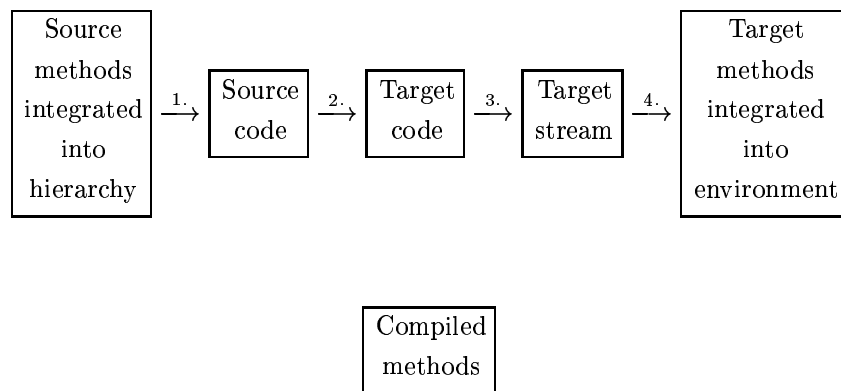 Source
methods
integrated
into
hierarchy
1.
Source
code
2.
Target
code
3.
Target
stream
4.
Target
methods
integrated
into
environment
Compiled
methods